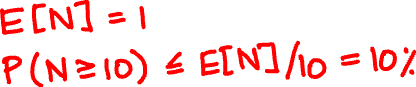 E[N] = 1
P(N ≥ 10) ≤ E[N]/10 = 10%